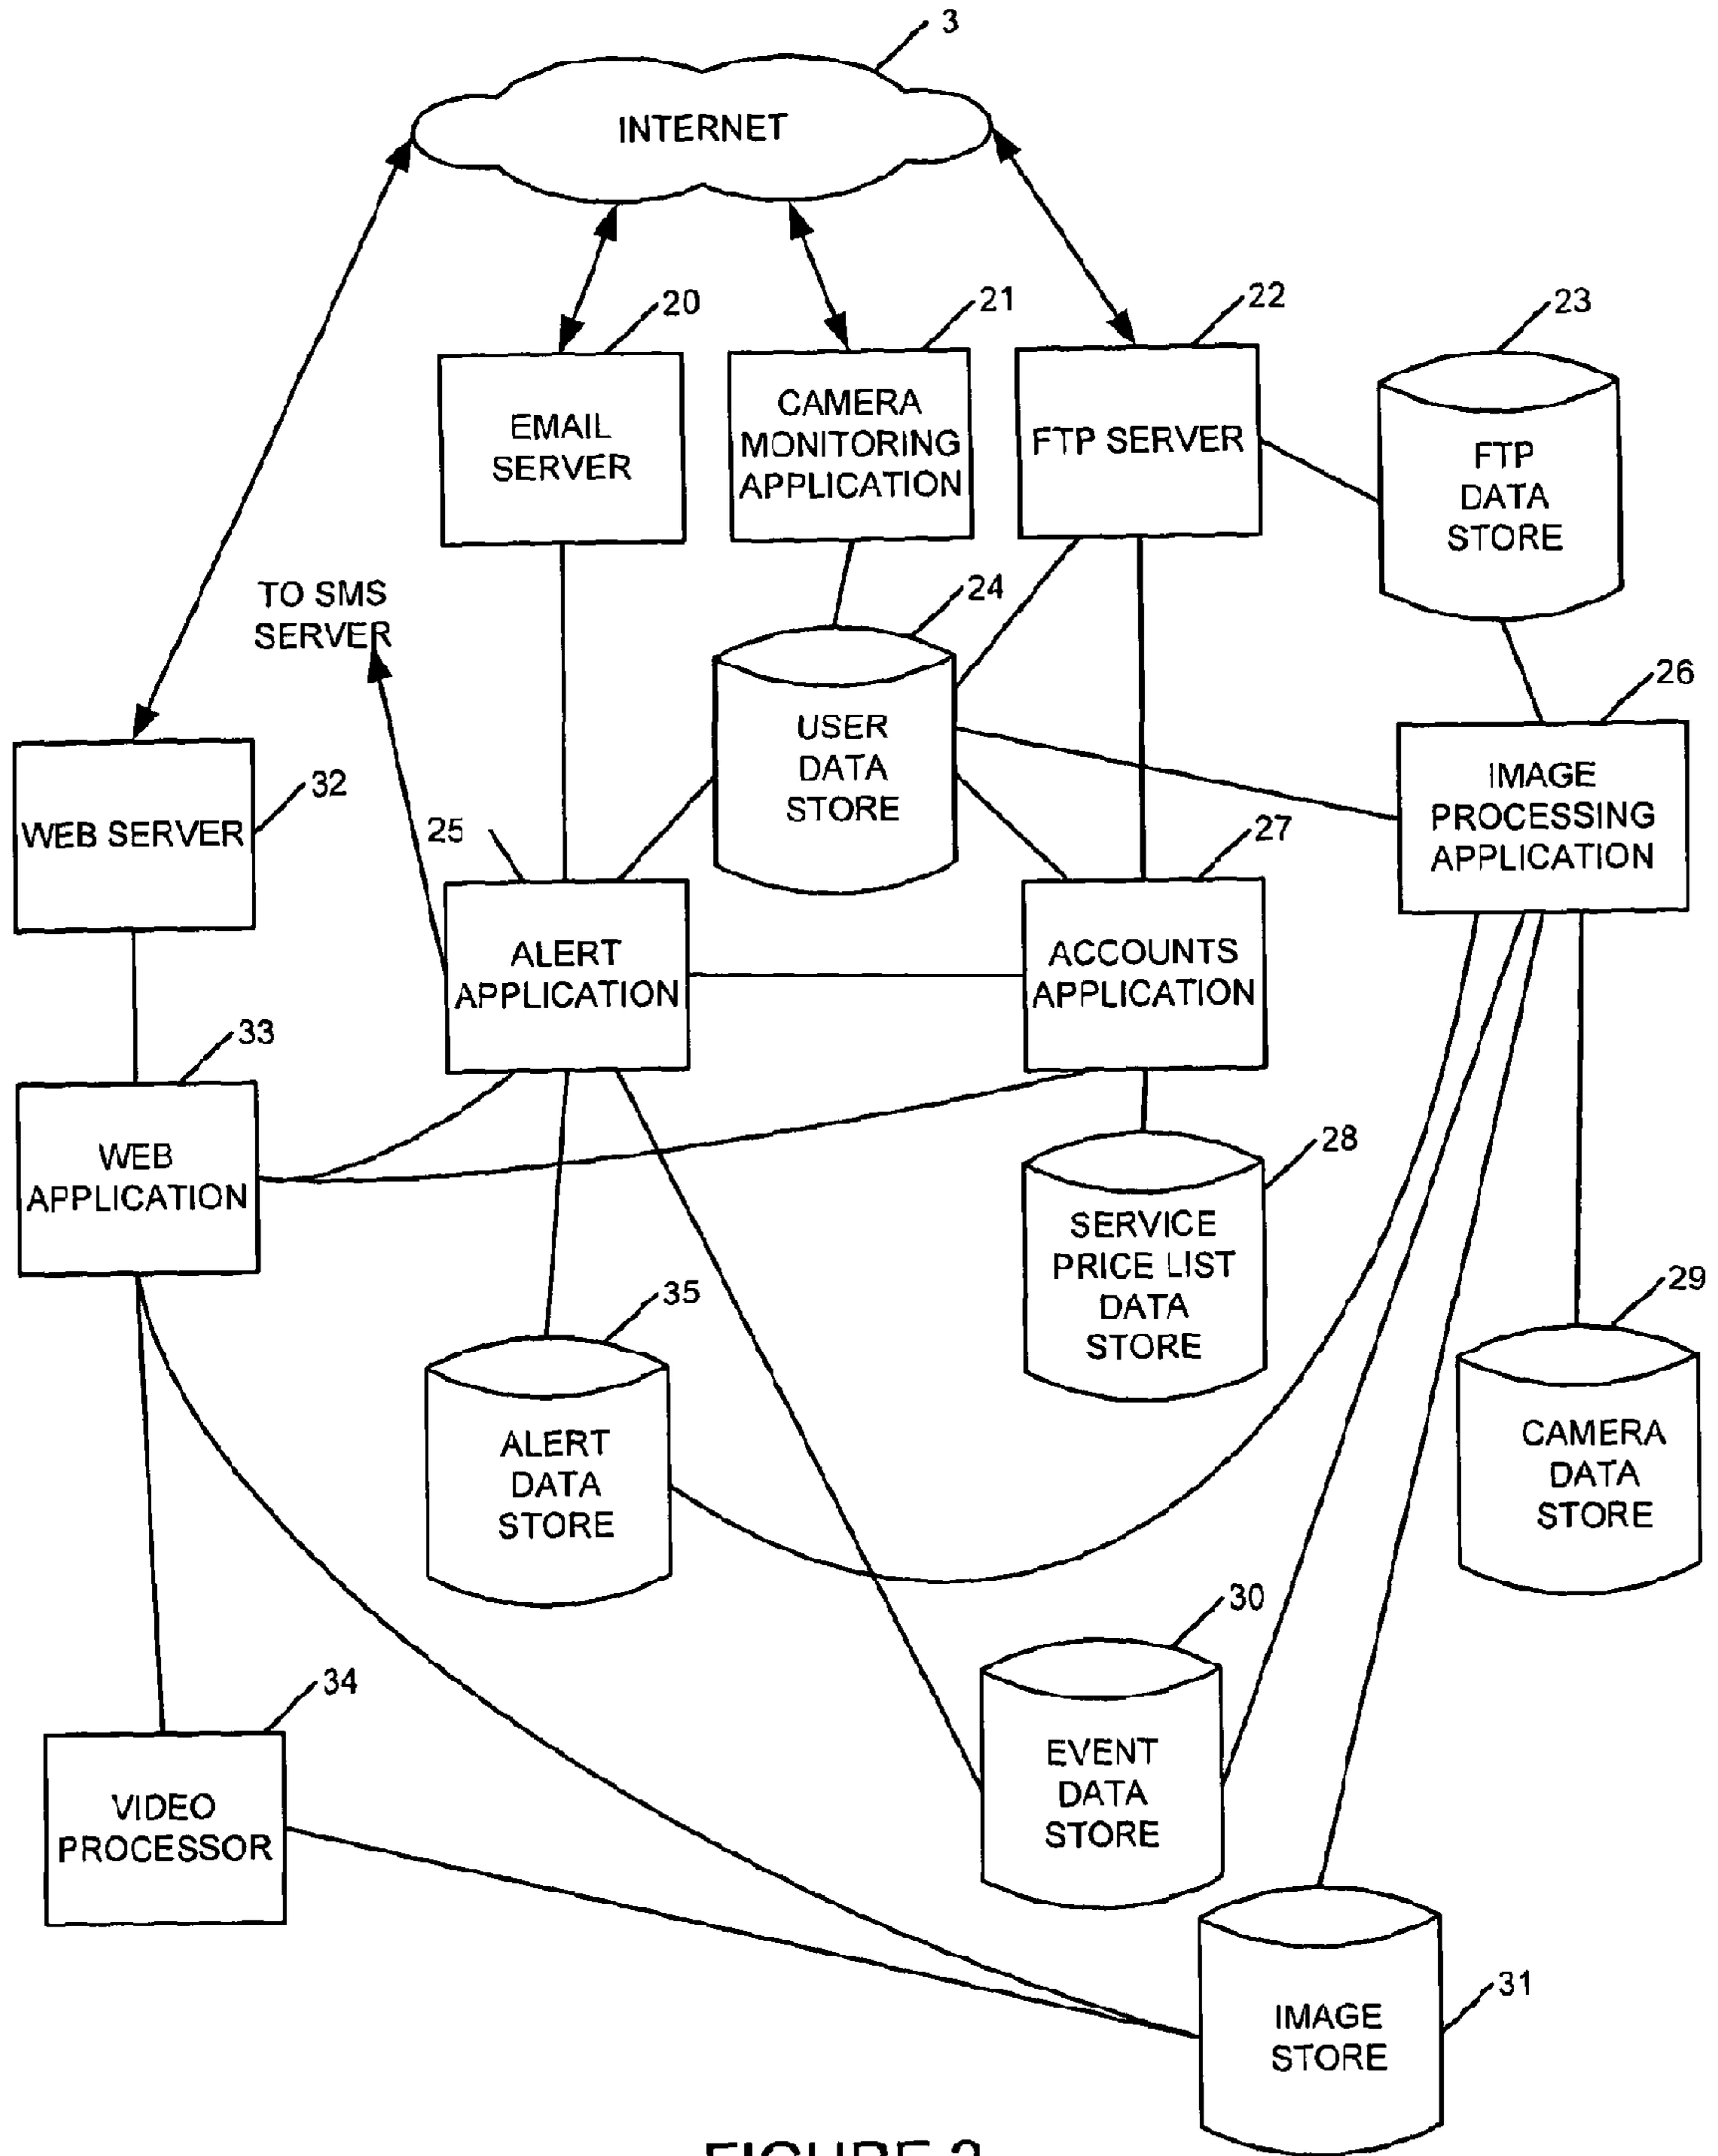 3
INTERNET
20
21
22
23
EMAIL
SERVER
CAMERA
MONITORING
APPLICATION
FTP SERVER
FTP
DATA
STORE
TO SMS
SERVER
24
USER
DATA
STORE
26
IMAGE
PROCESSING
APPLICATION
32
WEB SERVER
25
ALERT
APPLICATION
27
ACCOUNTS
APPLICATION
33
WEB
APPLICATION
28
SERVICE
PRICE LIST
DATA
STORE
35
ALERT
DATA
STORE
29
CAMERA
DATA
STORE
30
EVENT
DATA
STORE
34
VIDEO
PROCESSOR
31
IMAGE
STORE